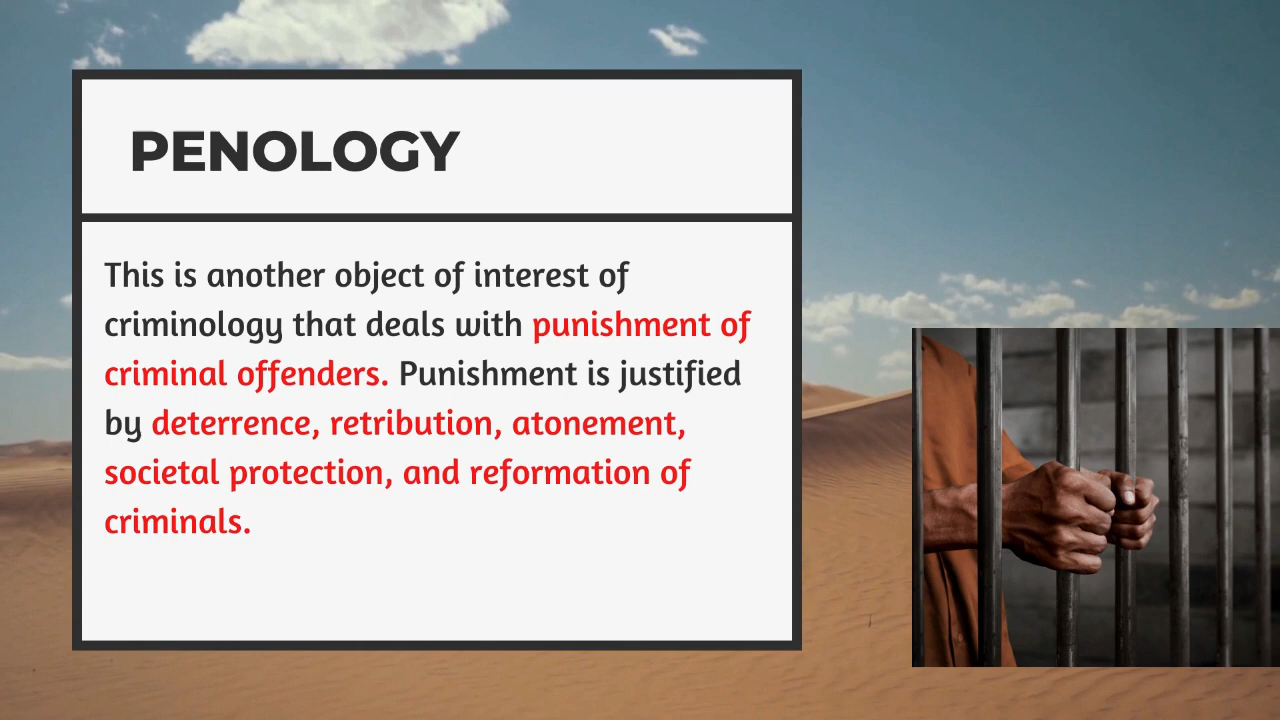 PENOLOGY
This is another object of interest of
criminology that deals with punishment of
criminal offenders. Punishment is justified
by deterrence, retribution, atonement,
societal protection, and reformation of
criminals.